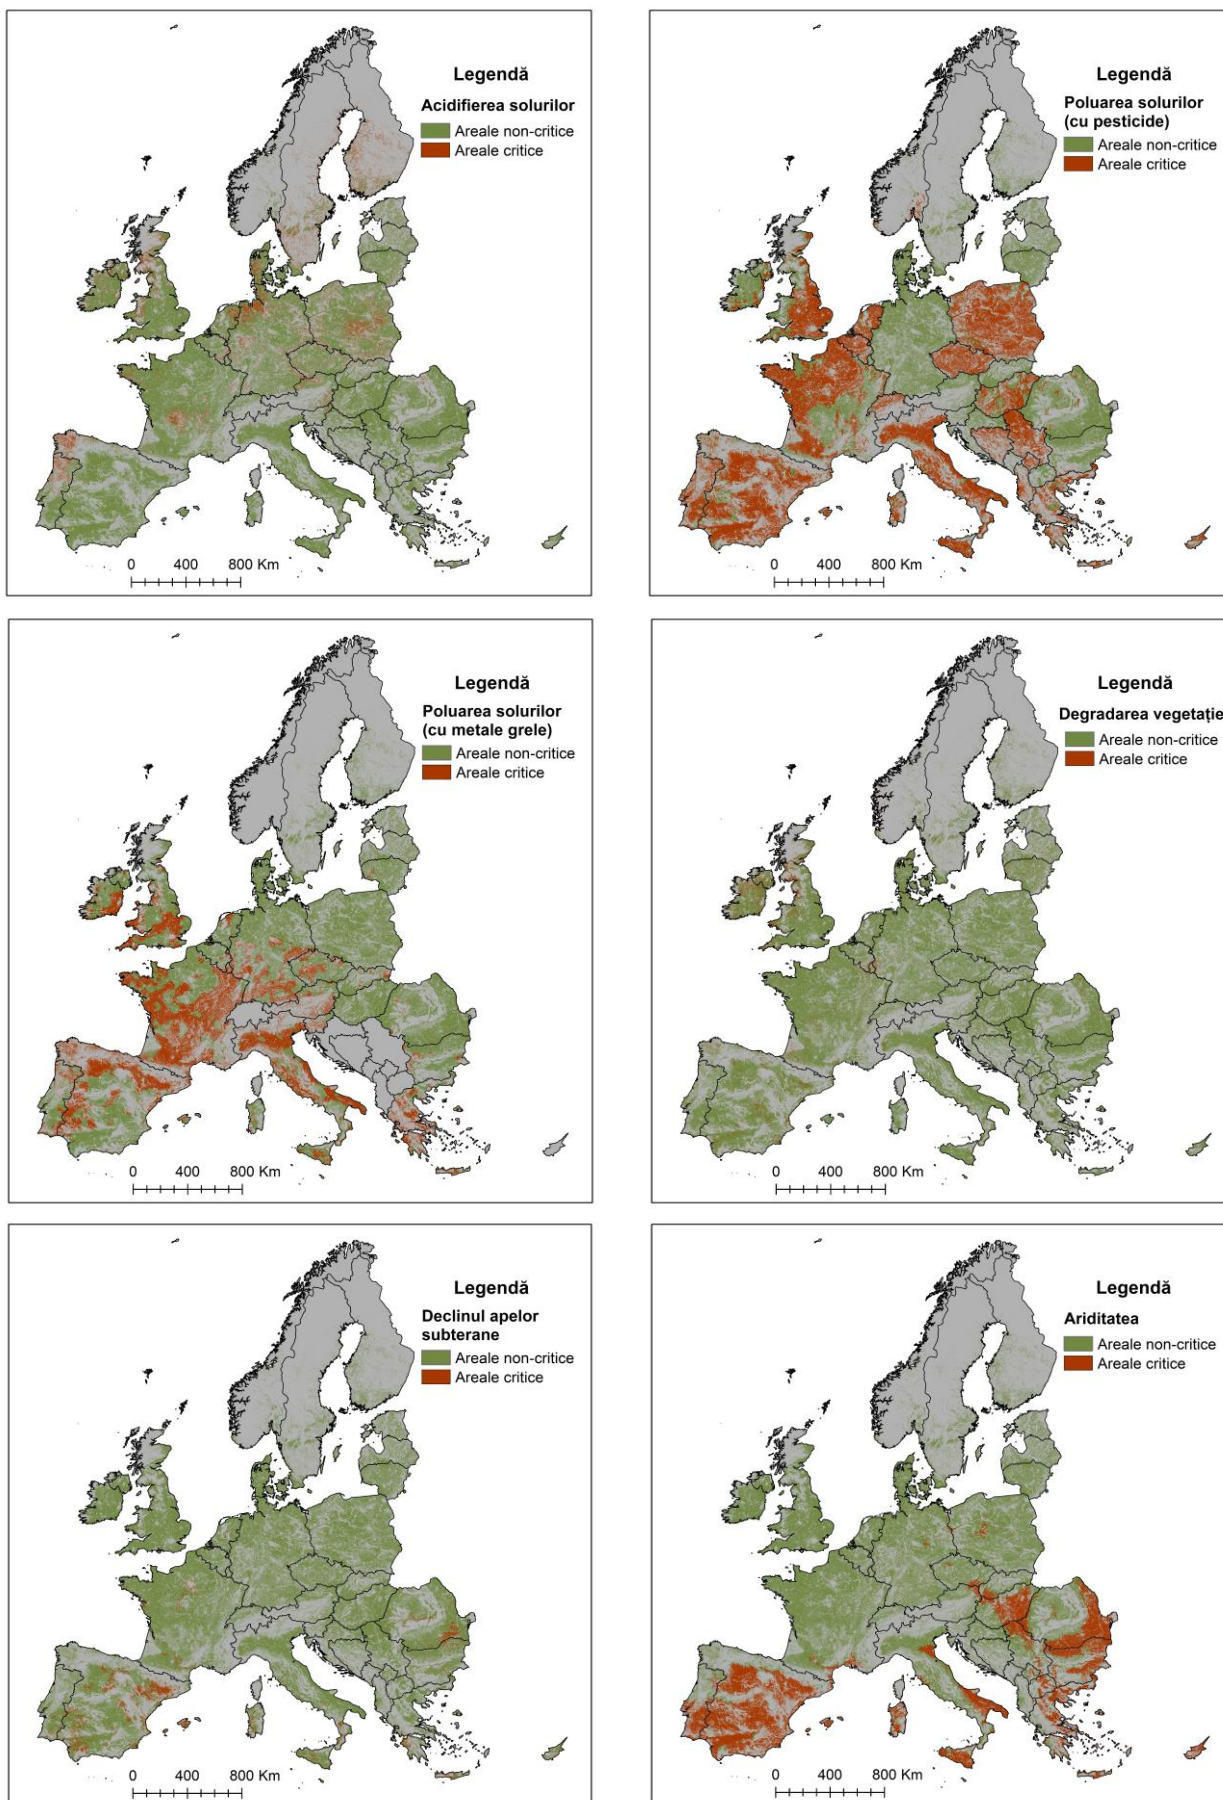 Legendă
Acidifierea solurilor
Areale non-critice
Areale critice
0 400 800 Km
Legendă
Poluarea solurilor
(cu pesticide)
Areale non-critice
Areale critice
0 400 800 Km
Legendă
Poluarea solurilor
(cu metale grele)
Areale non-critice
Areale critice
0 400 800 Km
Legendă
Degradarea vegetație
Areale non-critice
Areale critice
0 400 800 Km
Legendă
Declinul apelor
subterane
Areale non-critice
Areale critice
0 400 800 Km
Legendă
Ariditatea
Areale non-critice
Areale critice
0 400 800 Km